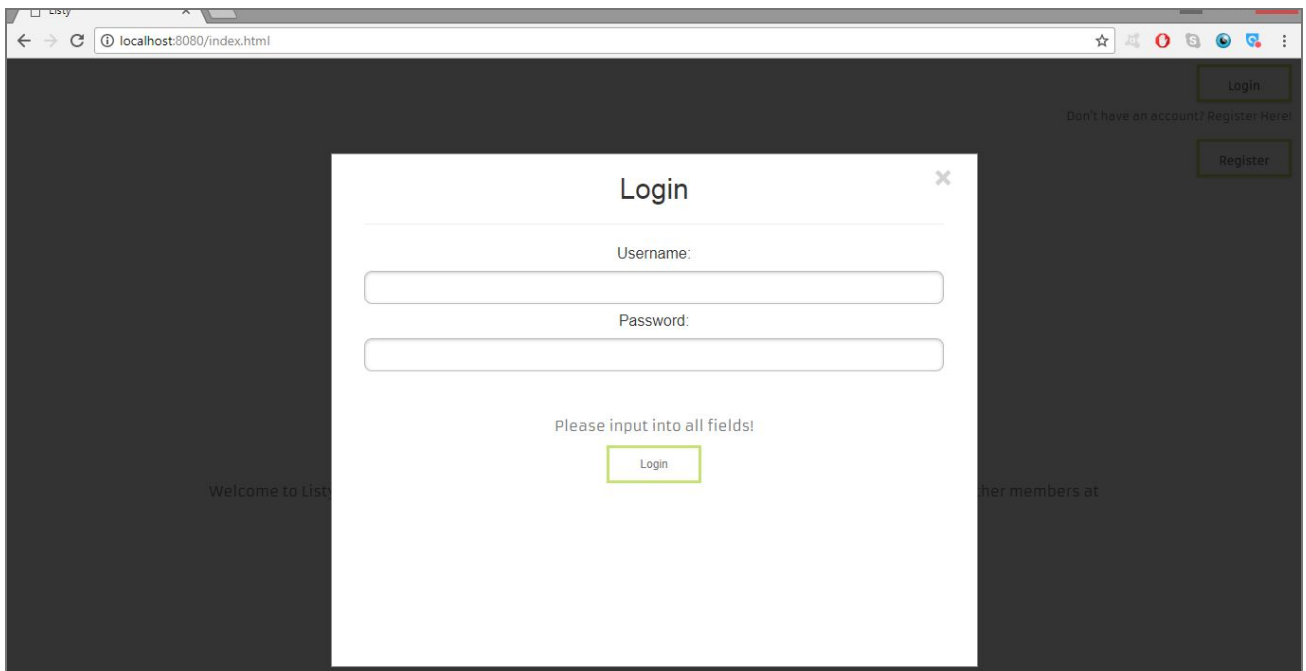 Listy
localhost:8080/index.html
Login
Don't have an account? Register Here!
Register
Login
Username:
Password:
Please input into all fields!
Login
Welcome to Listy
her members at